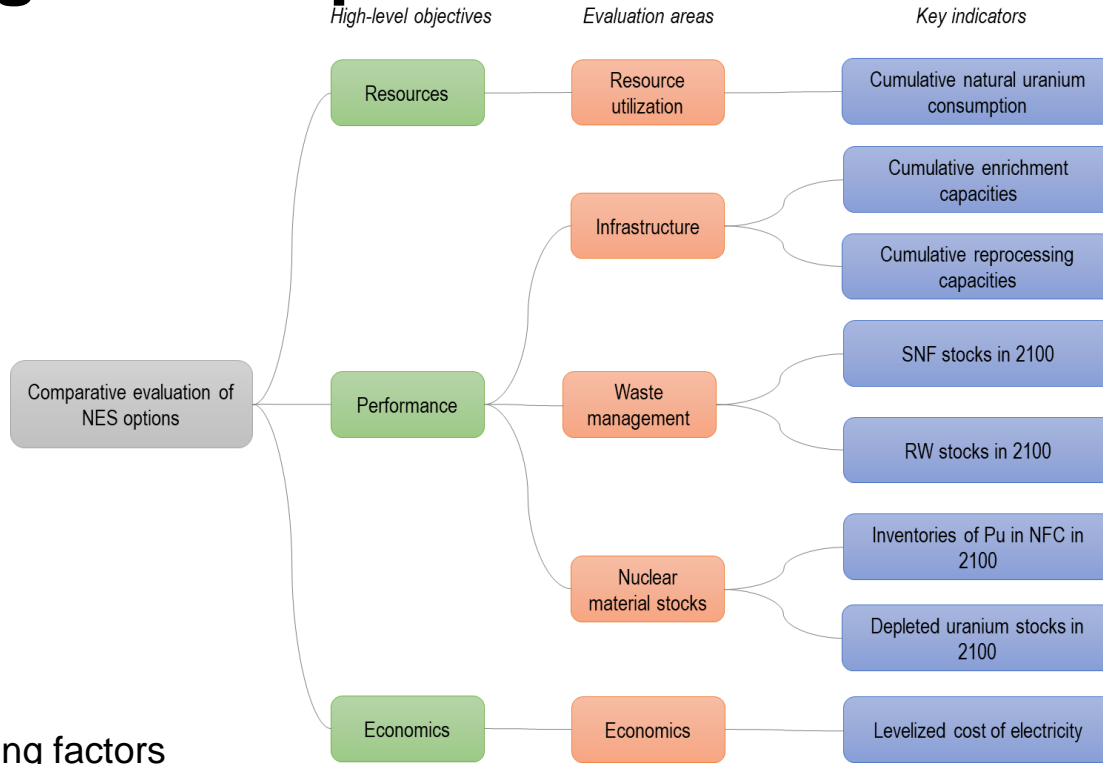 High-level objectives
Evaluation areas
Key indicators
Resources
Resource
utilization
Cumulative natural uranium
consumption
Cumulative enrichment
capacities
Infrastructure
Cumulative reprocessing
capacities
SNF stocks in 2100
Comparative evaluation of
NES options
Performance
Waste
management
RW stocks in 2100
Inventories of Pu in NFC in
2100
Nuclear
material stocks
Depleted uranium stocks in
2100
Economics
Economics
Levelized cost of electricity
ng factors